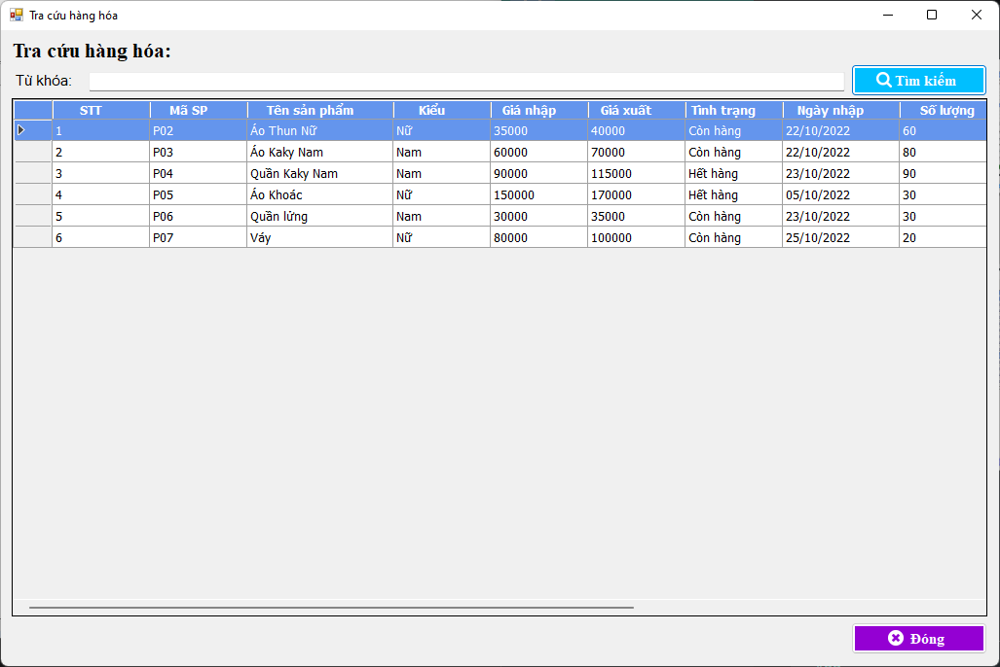 Tra cứu hàng hóa
Tra cứu hàng hóa:
Từ khóa: Tìm kiếm
STT Mã SP Tên sản phẩm Kiểu Giá nhập Giá xuất Tình trạng Ngày nhập Số lượng
1 P02 Áo Thun Nữ Nữ 35000 40000 Còn hàng 22/10/2022 60
2 P03 Áo Kaky Nam Nam 60000 70000 Còn hàng 22/10/2022 80
3 P04 Quần Kaky Nam Nam 90000 115000 Hết hàng 23/10/2022 90
4 P05 Áo Khoác Nữ 150000 170000 Hết hàng 05/10/2022 30
5 P06 Quần lửng Nam 30000 35000 Còn hàng 23/10/2022 30
6 P07 Váy Nữ 80000 100000 Còn hàng 25/10/2022 20
Đóng